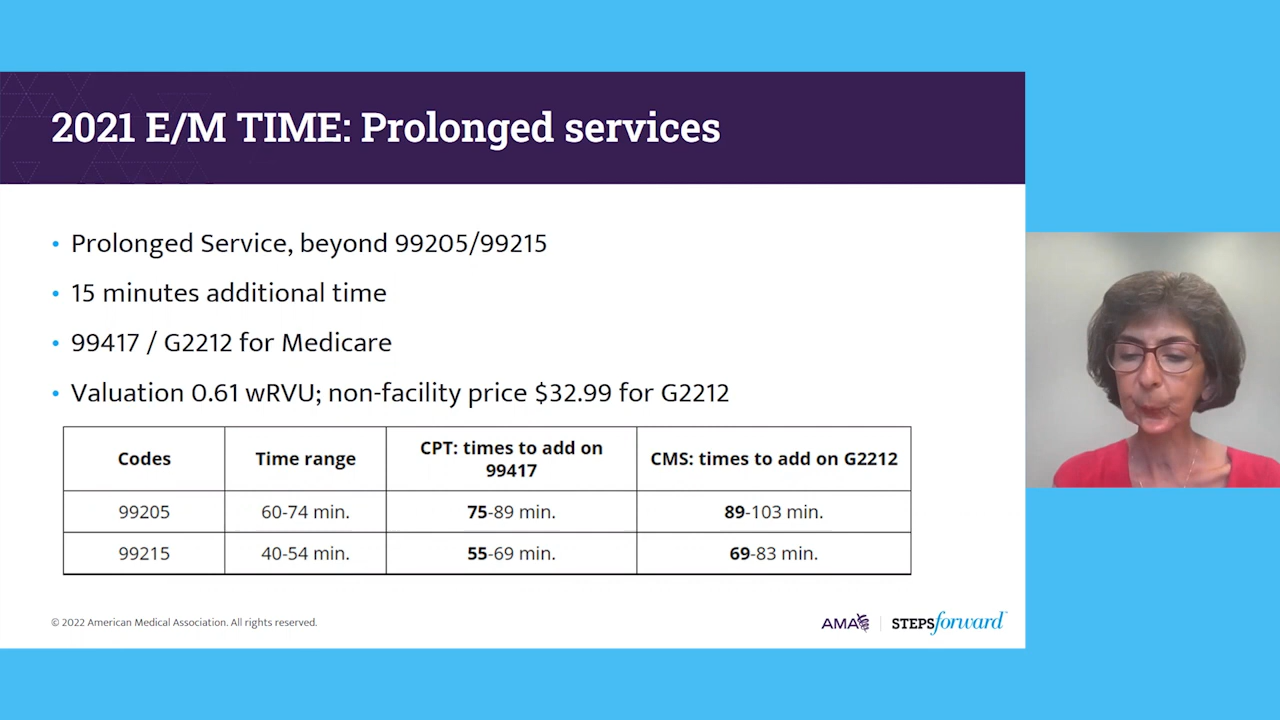 2021 E/M TIME: Prolonged services
• Prolonged Service, beyond 99205/99215
• 15 minutes additional time
• 99417 / G2212 for Medicare
• Valuation 0.61 wRVU; non-facility price $32.99 for G2212
Codes Time range CPT: times to add on 99417 CMS: times to add on G2212
99205 60-74 min. 75-89 min. 89-103 min.
99215 40-54 min. 55-69 min. 69-83 min.
© 2022 American Medical Association. All rights reserved.
AMA STEPSforward™